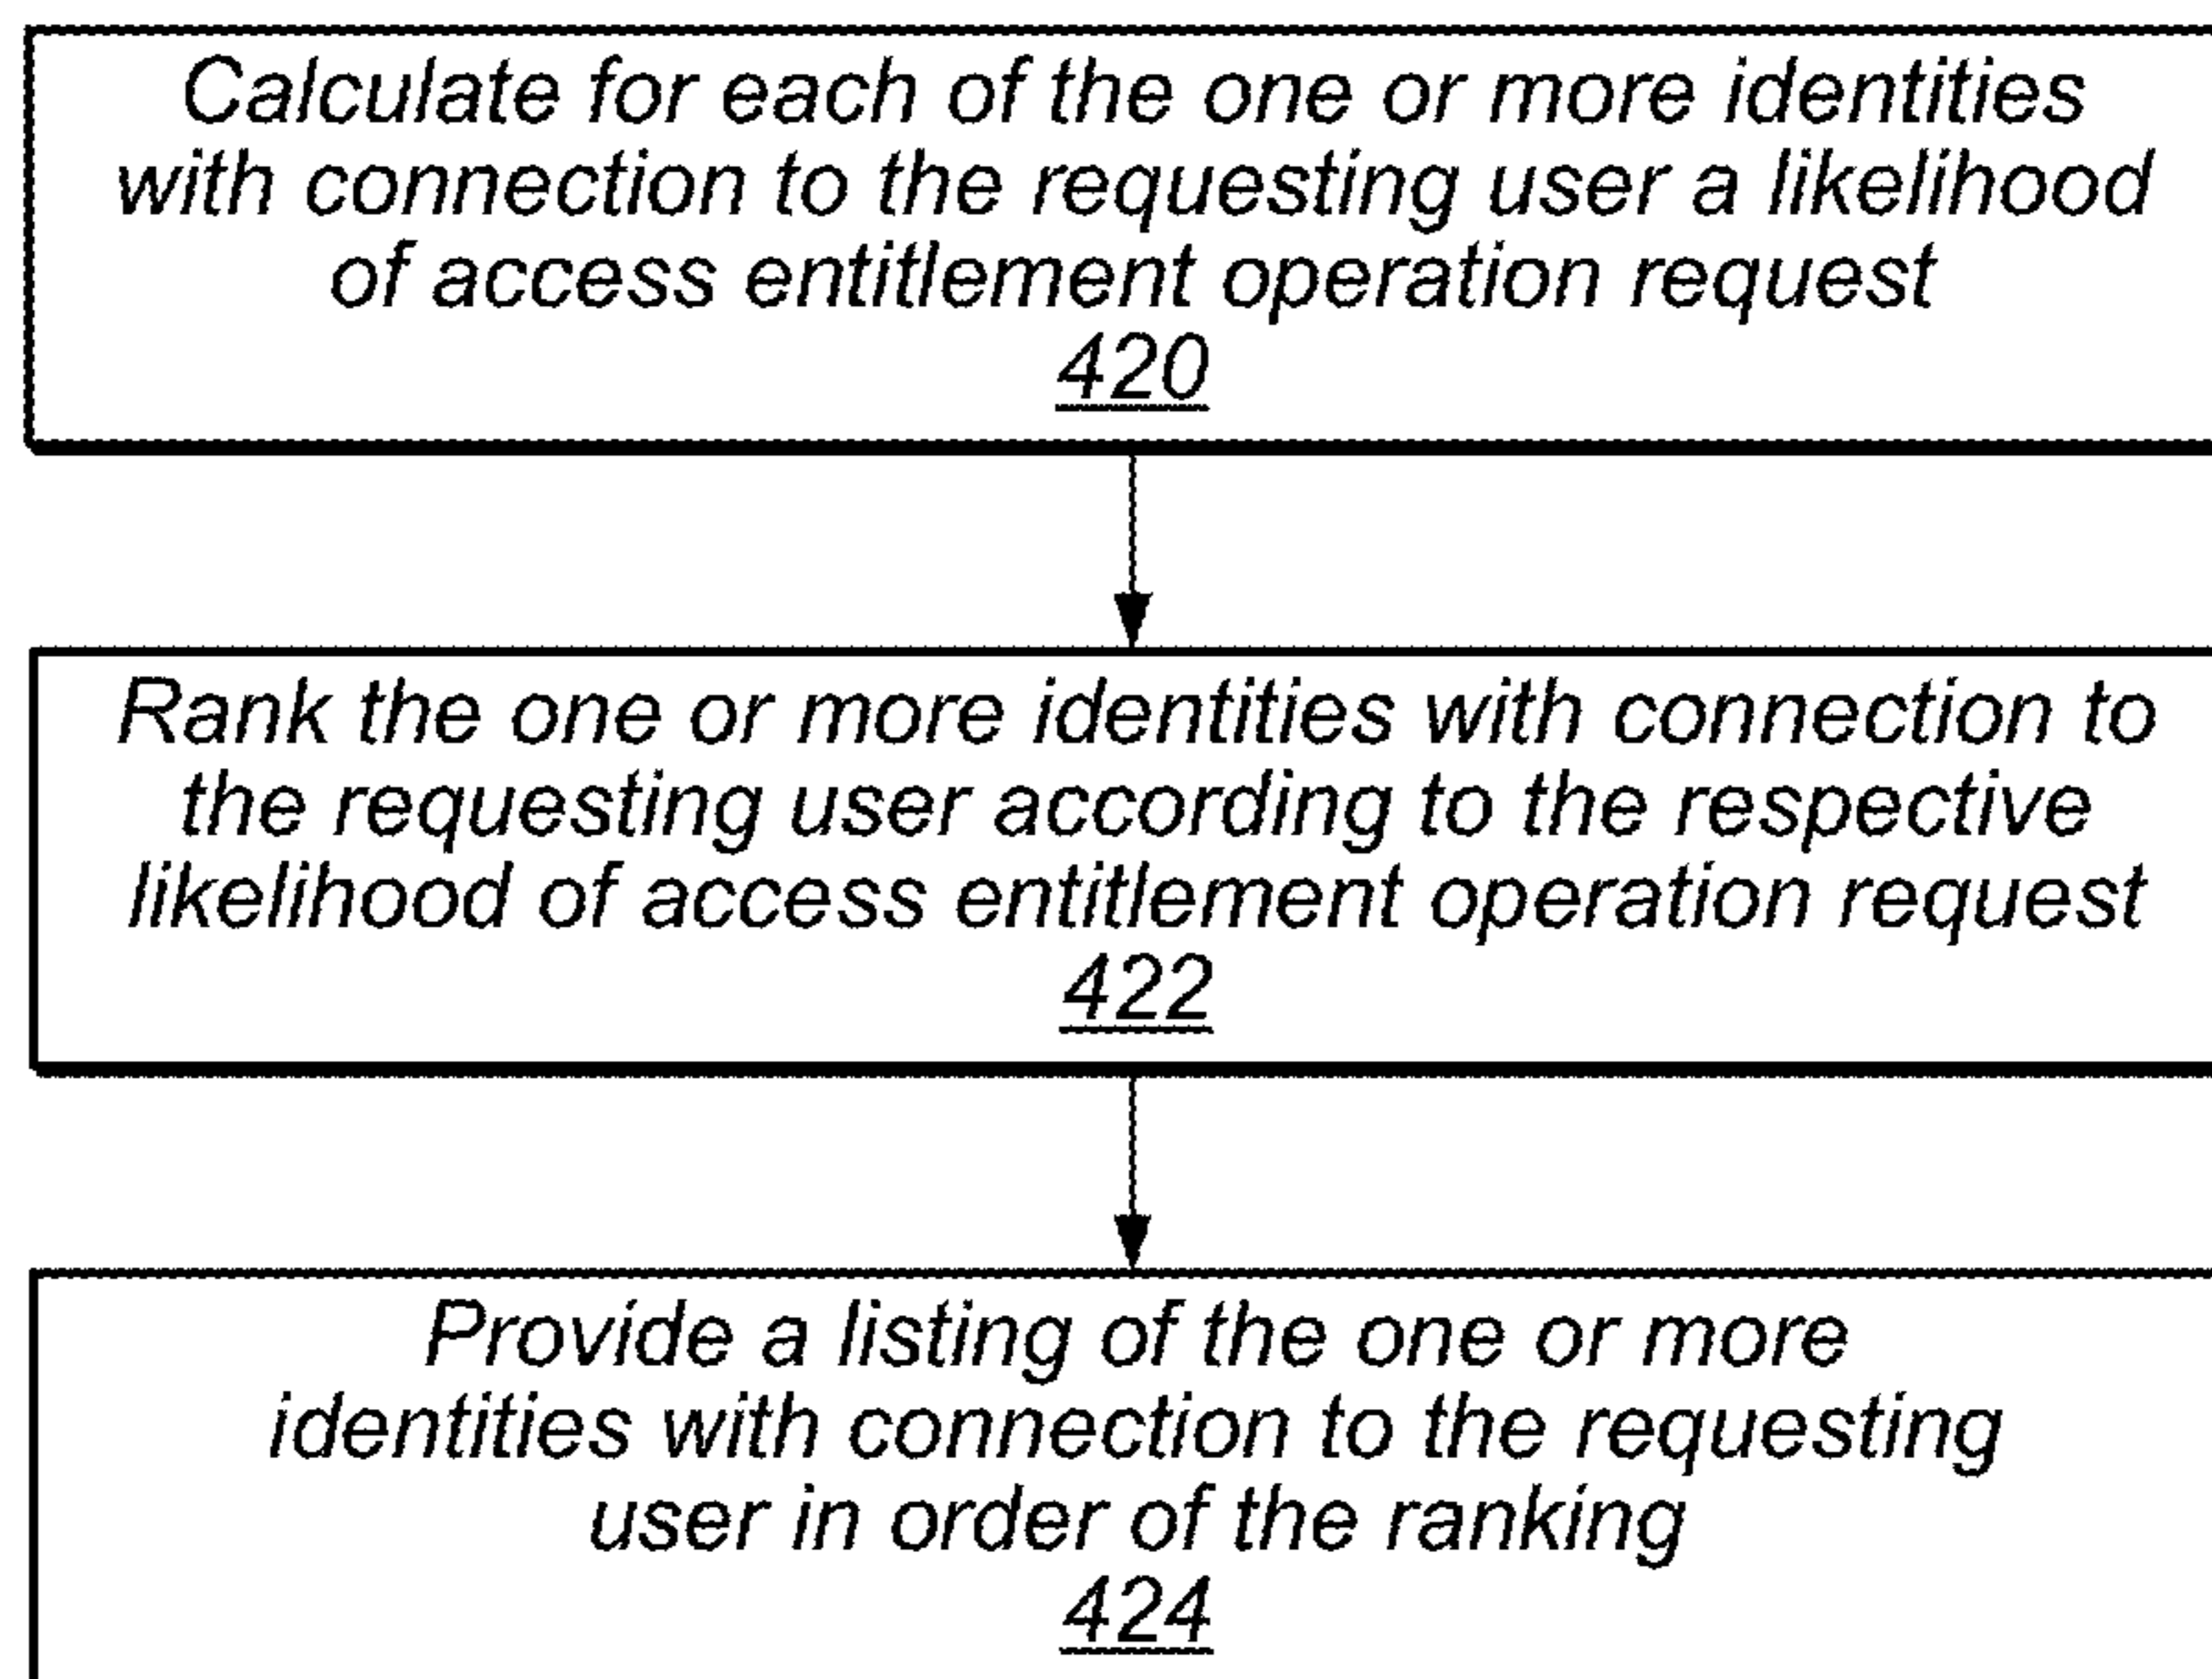 Calculate for each of the one or more identities
with connection to the requesting user a likelihood
of access entitlement operation request
420
Rank the one or more identities with connection to
the requesting user according to the respective
likelihood of access entitlement operation request
422
Provide a listing of the one or more
identities with connection to the requesting
user in order of the ranking
424